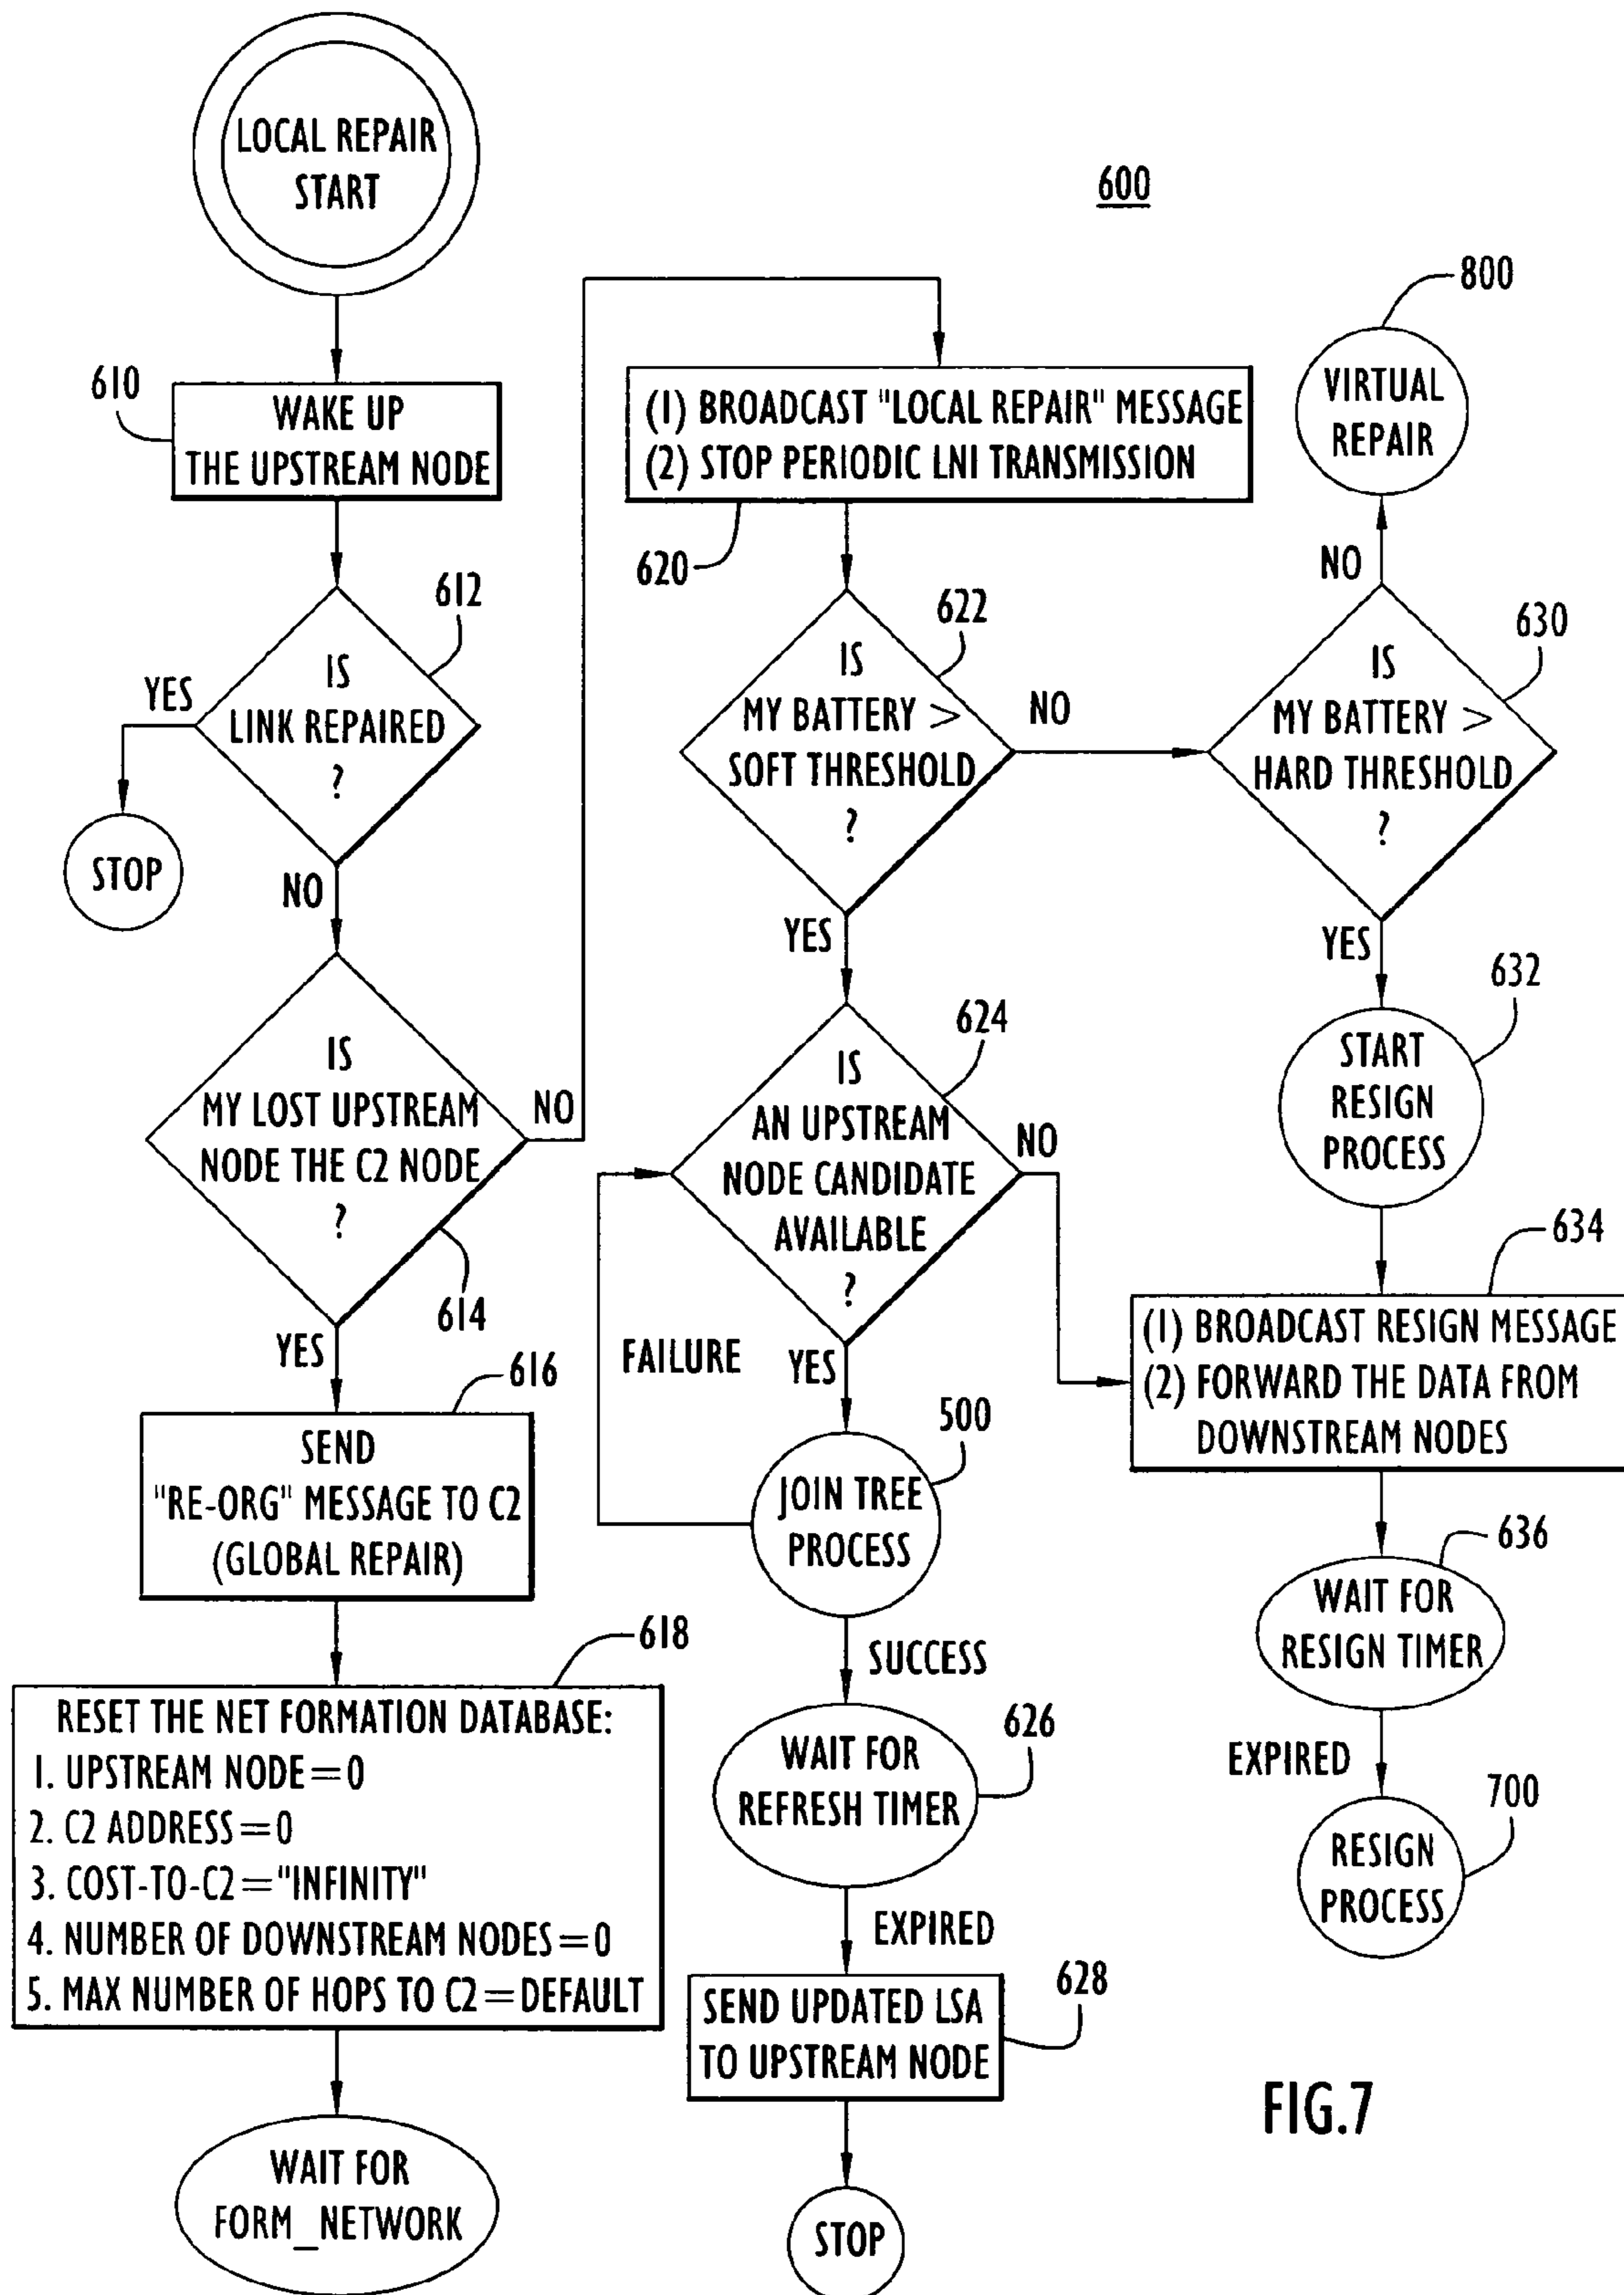 LOCAL REPAIR
START
600
610
WAKE UP
THE UPSTREAM NODE
612
IS
LINK REPAIRED
?
YES
STOP
NO
IS
MY LOST UPSTREAM
NODE THE C2 NODE
?
NO
614
YES
616
SEND
"RE-ORG" MESSAGE TO C2
(GLOBAL REPAIR)
618
RESET THE NET FORMATION DATABASE:
1. UPSTREAM NODE=0
2. C2 ADDRESS=0
3. COST-TO-C2="INFINITY"
4. NUMBER OF DOWNSTREAM NODES=0
5. MAX NUMBER OF HOPS TO C2=DEFAULT
WAIT FOR
FORM_NETWORK
(1) BROADCAST "LOCAL REPAIR" MESSAGE
(2) STOP PERIODIC LNI TRANSMISSION
620
622
IS
MY BATTERY >
SOFT THRESHOLD
?
NO
YES
624
IS
AN UPSTREAM
NODE CANDIDATE
AVAILABLE
?
NO
FAILURE
YES
500
JOIN TREE
PROCESS
SUCCESS
626
WAIT FOR
REFRESH TIMER
EXPIRED
628
SEND UPDATED LSA
TO UPSTREAM NODE
STOP
800
VIRTUAL
REPAIR
NO
630
IS
MY BATTERY >
HARD THRESHOLD
?
YES
632
START
RESIGN
PROCESS
634
(1) BROADCAST RESIGN MESSAGE
(2) FORWARD THE DATA FROM
DOWNSTREAM NODES
636
WAIT FOR
RESIGN TIMER
EXPIRED
700
RESIGN
PROCESS
FIG.7